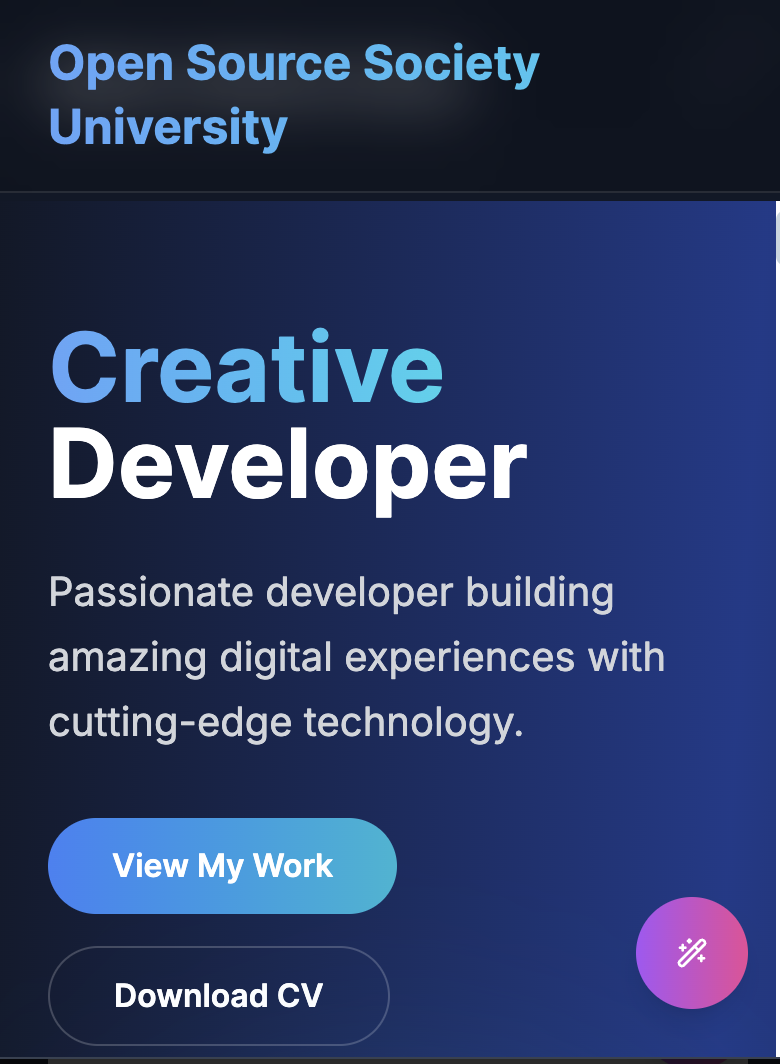 Open Source Society
University
Creative
Developer
Passionate developer building
amazing digital experiences with
cutting-edge technology.
View My Work
Download CV